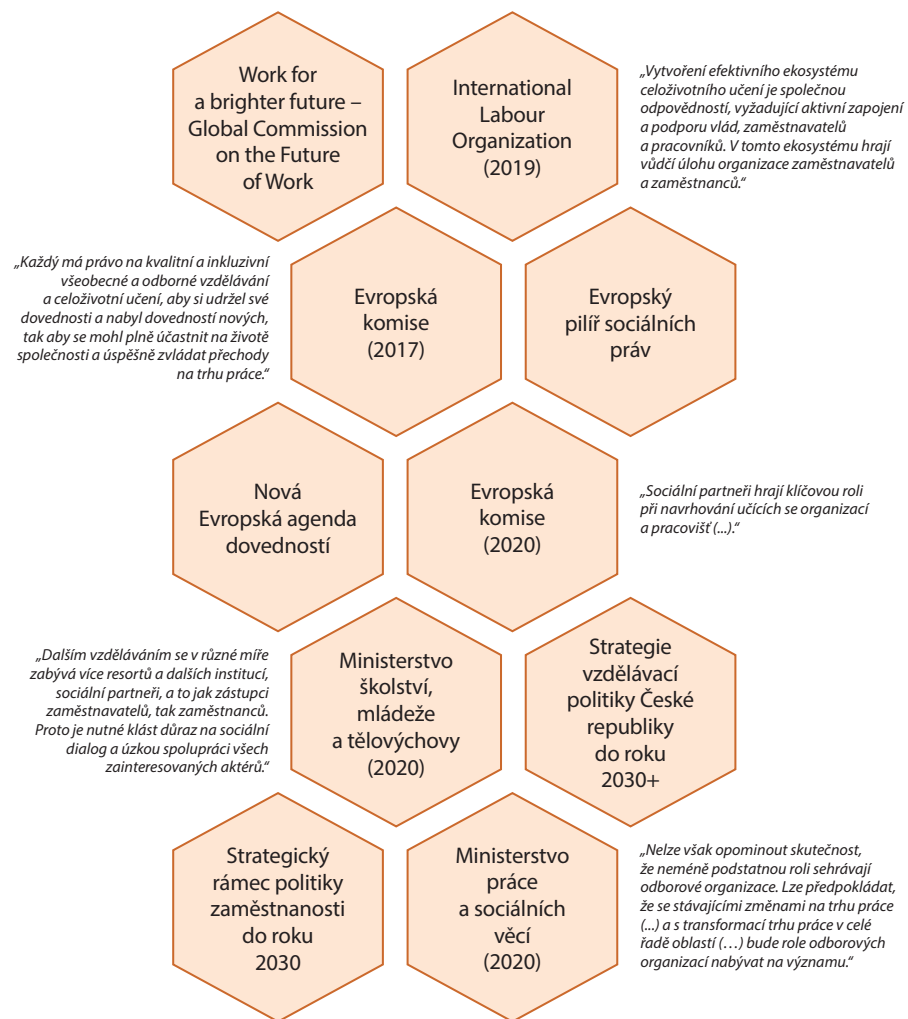 Work for
a brighter future –
Global Commission
on the Future
of Work
International
Labour
Organization
(2019)
„Vytvoření efektivního ekosystému
celoživotního učení je společnou
odpovědností, vyžadující aktivní zapojení
a podporu vlád, zaměstnavatelů
a pracovníků. V tomto ekosystému hrají
vůdčí úlohu organizace zaměstnavatelů
a zaměstnanců.“
„Každý má právo na kvalitní a inkluzivní
všeobecné a odborné vzdělávání
a celoživotní učení, aby si udržel své
dovednosti a nabyl dovedností nových,
tak aby se mohl plně účastnit na životě
společnosti a úspěšně zvládat přechody
na trhu práce.“
Evropská
komise
(2017)
Evropský
pilíř sociálních
práv
Nová
Evropská agenda
dovedností
Evropská
komise
(2020)
„Sociální partneři hrají klíčovou roli
při navrhování učících se organizací
a pracovišť (...).“
„Dalším vzděláváním se v různé míře
zabývá více resortů a dalších institucí,
sociální partneři, a to jak zástupci
zaměstnavatelů, tak zaměstnanců.
Proto je nutné klást důraz na sociální
dialog a úzkou spolupráci všech
zainteresovaných aktérů.“
Ministerstvo
školství,
mládeže
a tělovýchovy
(2020)
Strategie
vzdělávací
politiky České
republiky
do roku
2030+
Strategický
rámec politiky
zaměstnanosti
do roku
2030
Ministerstvo
práce
a sociálních
věcí
(2020)
„Nelze však opominout skutečnost,
že neméně podstatnou roli sehrávají
odborové organizace. Lze předpokládat,
že se stávajícími změnami na trhu práce
(...) a s transformací trhu práce v celé
řadě oblastí (…) bude role odborových
organizací nabývat na významu.“